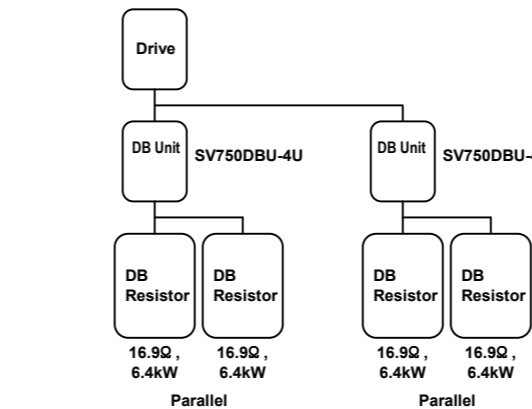 Drive
DB Unit
SV750DBU-4U
DB Unit
DB
Resistor
DB
Resistor
DB
Resistor
DB
Resistor
16.9Ω ,
6.4kW
16.9Ω ,
6.4kW
16.9Ω ,
6.4kW
16.9Ω ,
6.4kW
Parallel
Parallel